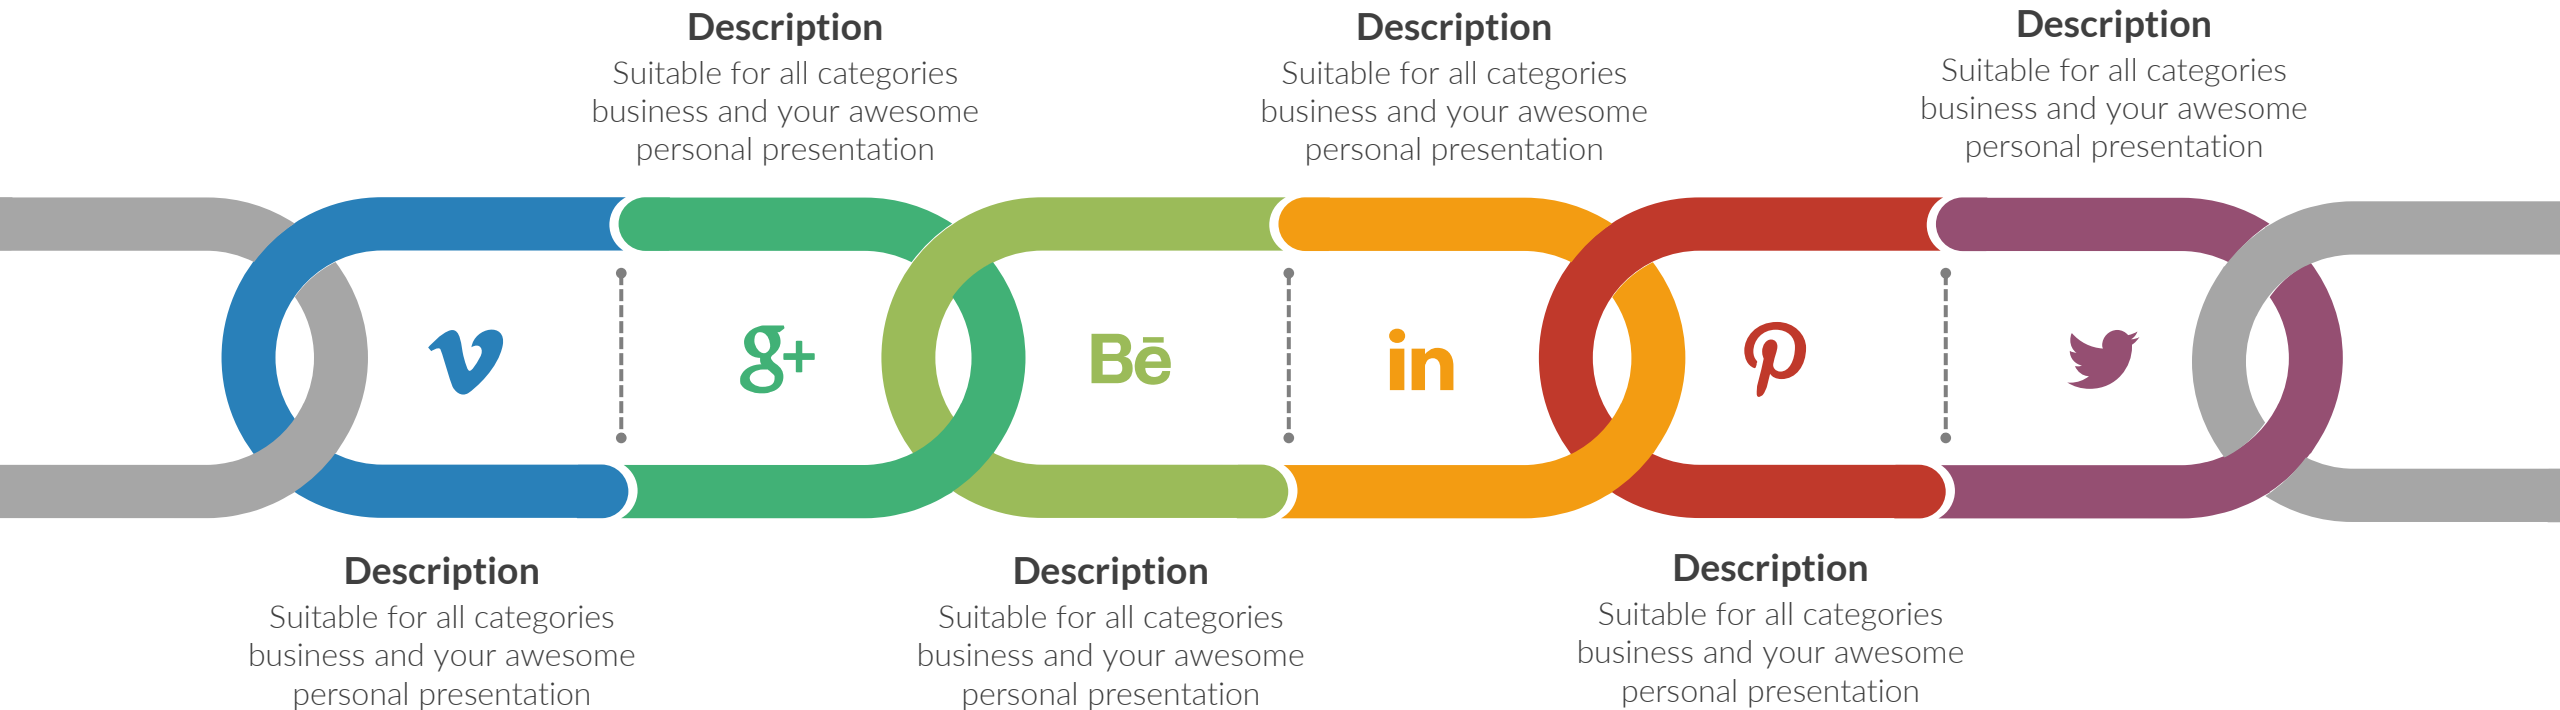 Description
Suitable for all categories
business and your awesome
personal presentation
Description
Suitable for all categories
business and your awesome
personal presentation
Description
Suitable for all categories
business and your awesome
personal presentation
g+
Bē
in
Description
Suitable for all categories
business and your awesome
personal presentation
Description
Suitable for all categories
business and your awesome
personal presentation
Description
Suitable for all categories
business and your awesome
personal presentation